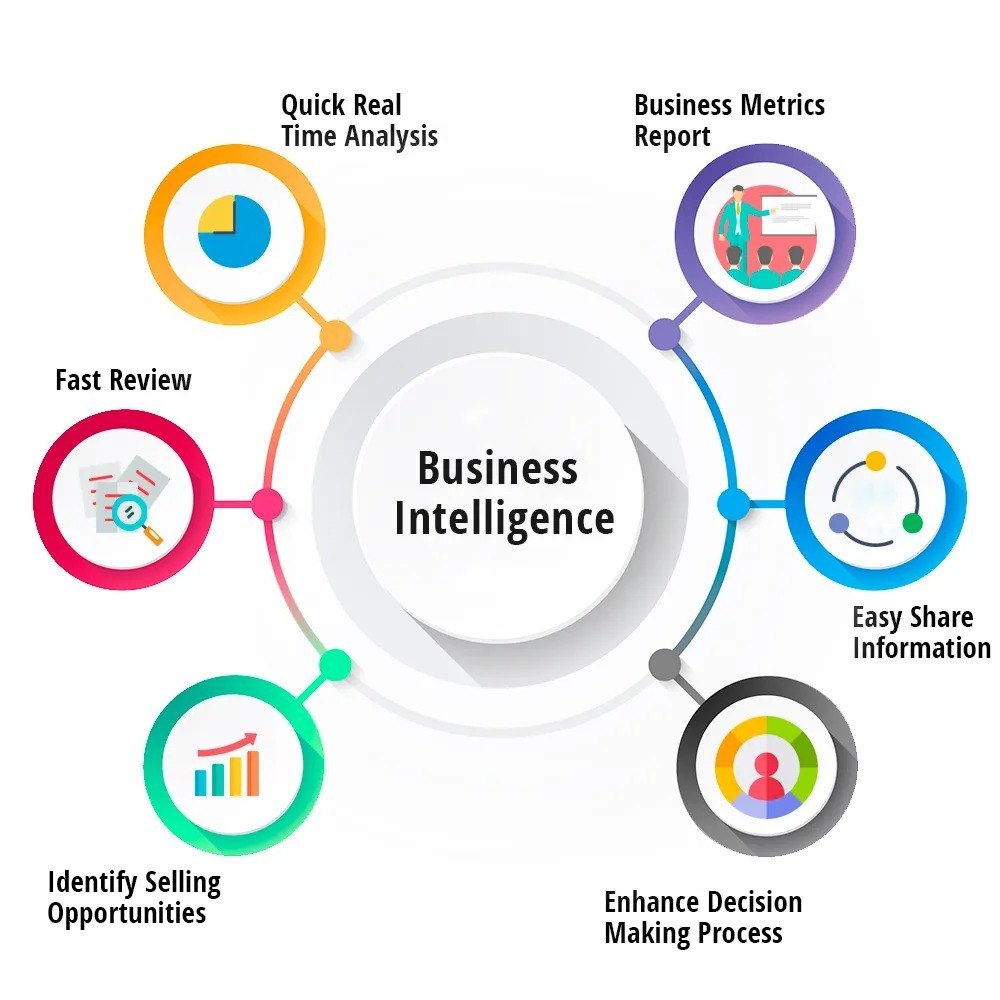 Quick Real
Time Analysis
Business Metrics
Report
Fast Review
Business
Intelligence
Easy Share
Information
Identify Selling
Opportunities
Enhance Decision
Making Process